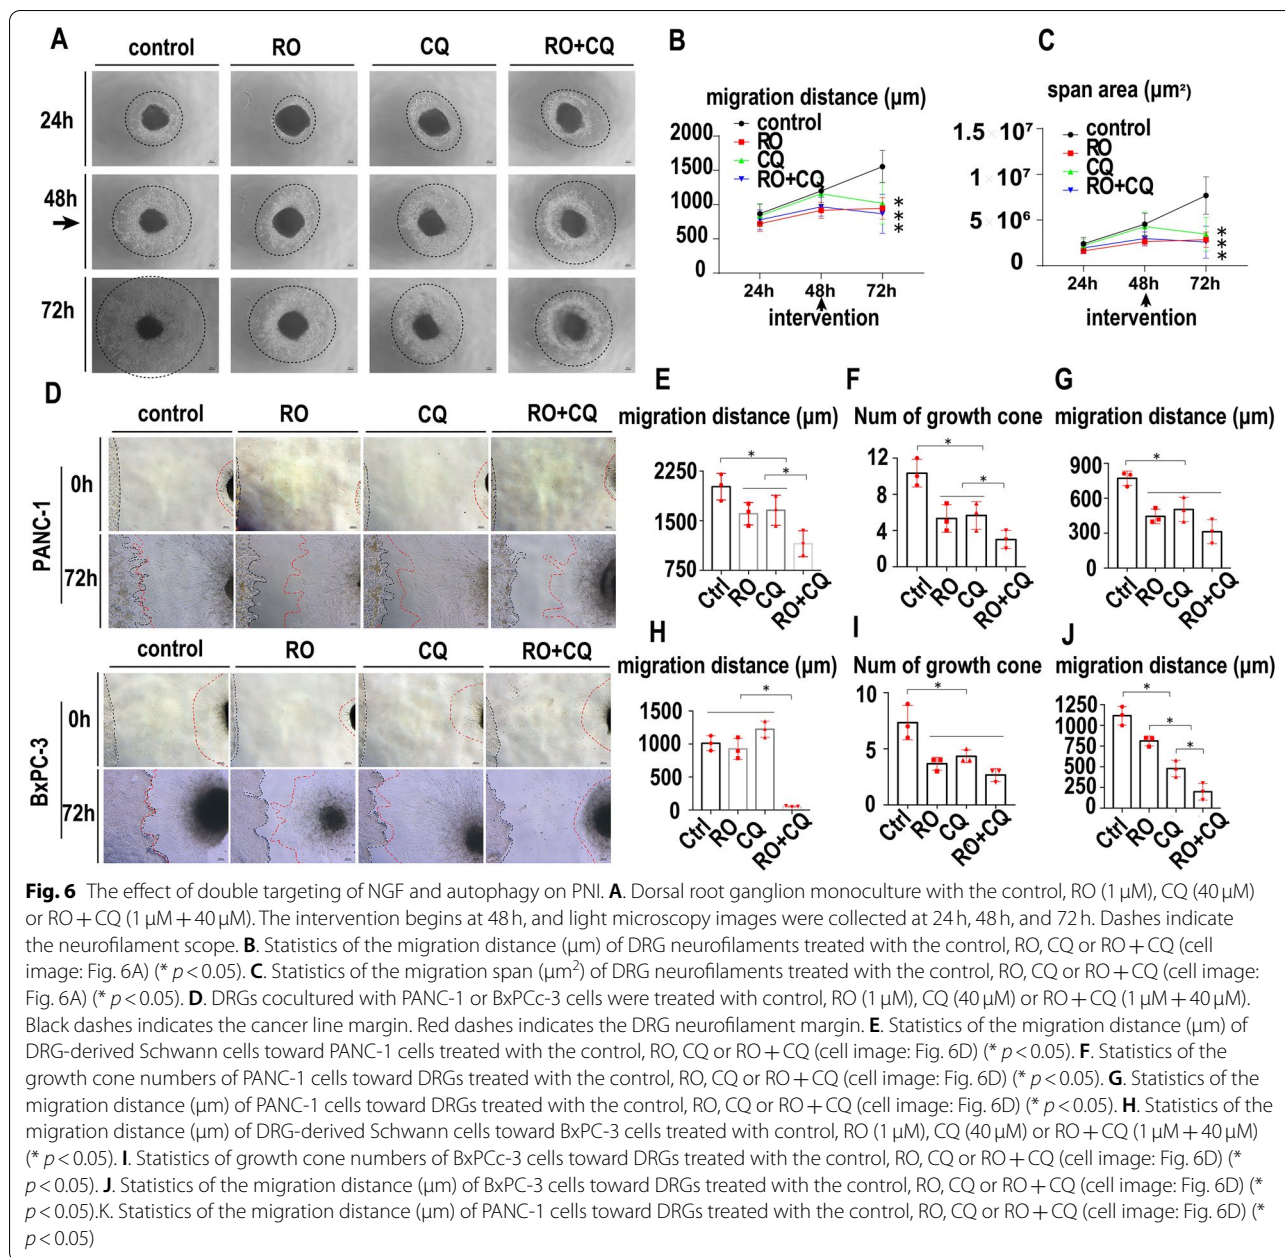 A
control
RO
CQ
RO+CQ
24h
48h
72h
B
migration distance (µm)
2000
1500
1000
500
0
control
RO
CQ
RO+CQ
***
24h
48h
72h
intervention
C
span area (µm²)
1.5 × 10⁷
1 × 10⁷
5 × 10⁶
0
control
RO
CQ
RO+CQ
***
24h
48h
72h
intervention
D
control
RO
CQ
RO+CQ
PANC-1
0h
72h
control
RO
CQ
RO+CQ
BxPC-3
0h
72h
E
migration distance (µm)
2250
1500
750
*
*
Ctrl
RO
CQ
RO+CQ
F
Num of growth cone
12
8
4
0
*
*
Ctrl
RO
CQ
RO+CQ
G
migration distance (µm)
900
600
300
0
*
Ctrl
RO
CQ
RO+CQ
H
migration distance (µm)
1500
1000
500
0
*
Ctrl
RO
CQ
RO+CQ
I
Num of growth cone
10
5
0
*
Ctrl
RO
CQ
RO+CQ
J
migration distance (µm)
1250
1000
750
500
250
0
*
*
*
Ctrl
RO
CQ
RO+CQ
Fig. 6 The effect of double targeting of NGF and autophagy on PNI. A. Dorsal root ganglion monoculture with the control, RO (1 µM), CQ (40 µM)
or RO + CQ (1 µM + 40 µM). The intervention begins at 48 h, and light microscopy images were collected at 24 h, 48 h, and 72 h. Dashes indicate
the neurofilament scope. B. Statistics of the migration distance (µm) of DRG neurofilaments treated with the control, RO, CQ or RO + CQ (cell
image: Fig. 6A) (* p < 0.05). C. Statistics of the migration span (µm²) of DRG neurofilaments treated with the control, RO, CQ or RO + CQ (cell image:
Fig. 6A) (* p < 0.05). D. DRGs cocultured with PANC-1 or BxPCc-3 cells were treated with control, RO (1 µM), CQ (40 µM) or RO + CQ (1 µM + 40 µM).
Black dashes indicates the cancer line margin. Red dashes indicates the DRG neurofilament margin. E. Statistics of the migration distance (µm) of
DRG-derived Schwann cells toward PANC-1 cells treated with the control, RO, CQ or RO + CQ (cell image: Fig. 6D) (* p < 0.05). F. Statistics of the
growth cone numbers of PANC-1 cells toward DRGs treated with the control, RO, CQ or RO + CQ (cell image: Fig. 6D) (* p < 0.05). G. Statistics of the
migration distance (µm) of PANC-1 cells toward DRGs treated with the control, RO, CQ or RO + CQ (cell image: Fig. 6D) (* p < 0.05). H. Statistics of the
migration distance (µm) of DRG-derived Schwann cells toward BxPC-3 cells treated with control, RO (1 µM), CQ (40 µM) or RO + CQ (1 µM + 40 µM)
(* p < 0.05). I. Statistics of growth cone numbers of BxPCc-3 cells toward DRGs treated with the control, RO, CQ or RO + CQ (cell image: Fig. 6D) (*
p < 0.05). J. Statistics of the migration distance (µm) of BxPC-3 cells toward DRGs treated with the control, RO, CQ or RO + CQ (cell image: Fig. 6D) (*
p < 0.05).K. Statistics of the migration distance (µm) of PANC-1 cells toward DRGs treated with the control, RO, CQ or RO + CQ (cell image: Fig. 6D) (*
p < 0.05)